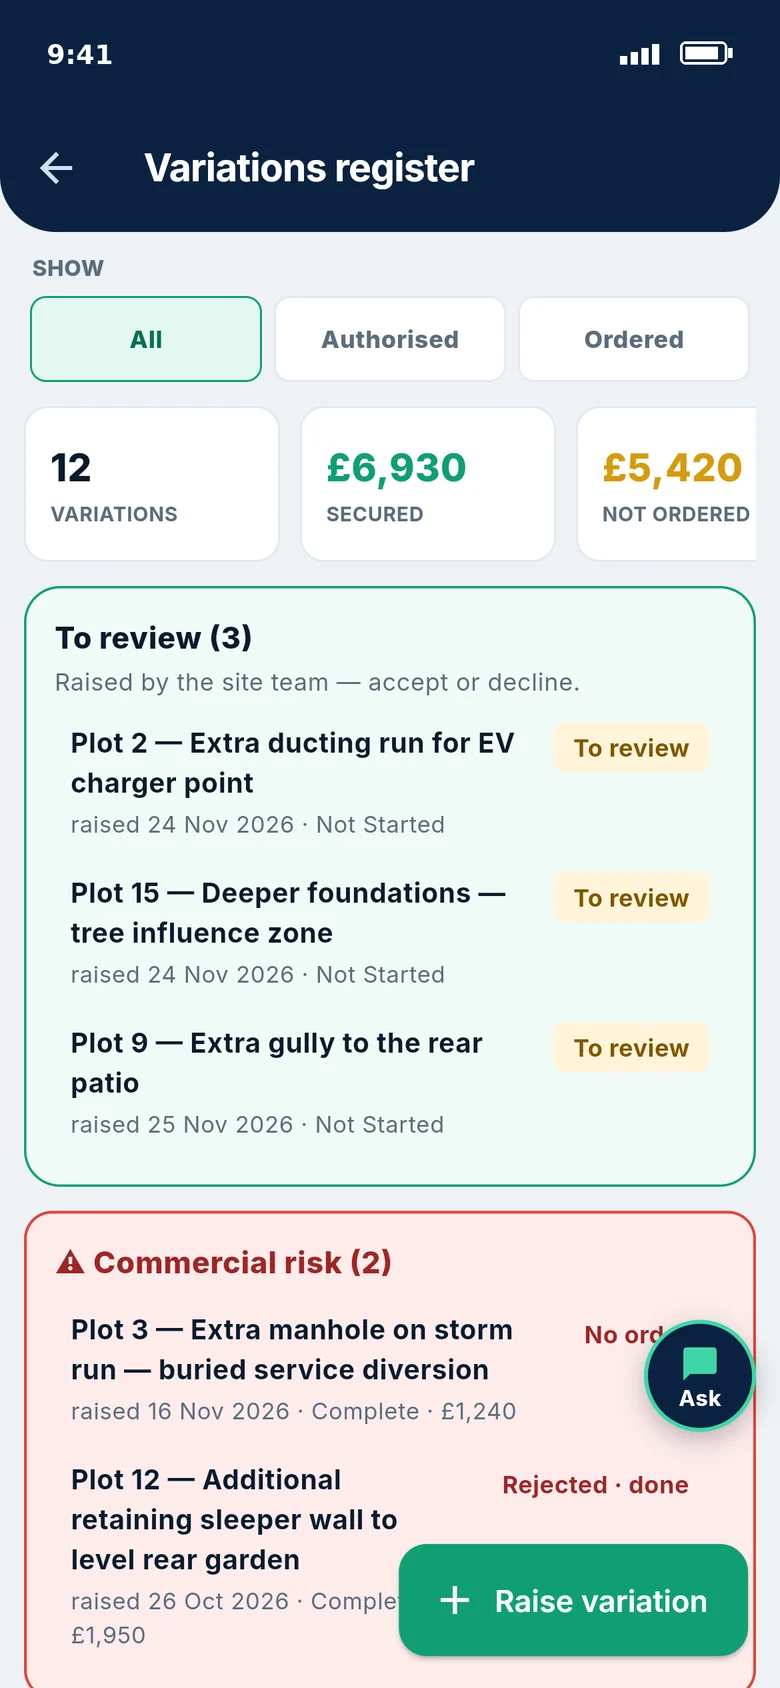 9:41
Variations register
SHOW
All
Authorised
Ordered
12
VARIATIONS
£6,930
SECURED
£5,420
NOT ORDERED
To review (3)
Raised by the site team — accept or decline.
Plot 2 — Extra ducting run for EV
charger point
To review
raised 24 Nov 2026 · Not Started
Plot 15 — Deeper foundations —
tree influence zone
To review
raised 24 Nov 2026 · Not Started
Plot 9 — Extra gully to the rear
patio
To review
raised 25 Nov 2026 · Not Started
Commercial risk (2)
Plot 3 — Extra manhole on storm
run — buried service diversion
No
raised 16 Nov 2026 · Complete · £1,240
Ask
Plot 12 — Additional
retaining sleeper wall to
level rear garden
Rejected · done
raised 26 Oct 2026 ·
£1,950
Raise variation